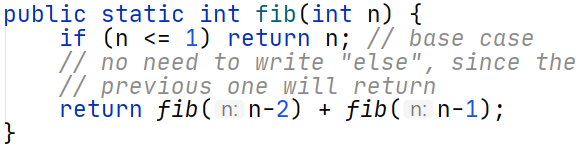 public static int fib(int n) {
    if (n <= 1) return n; // base case
    // no need to write "else", since the
    // previous one will return
    return fib( n: n-2) + fib( n: n-1);
}